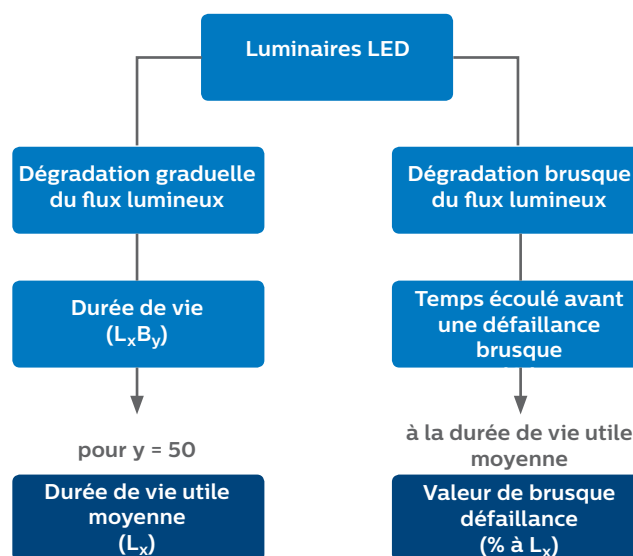 Luminaires LED
Dégradation graduelle
du flux lumineux
Dégradation brusque
du flux lumineux
Durée de vie
(LₓBᵧ)
Temps écoulé avant
une défaillance
brusque
pour y = 50
à la durée de vie utile
moyenne
Durée de vie utile
moyenne
(Lₓ)
Valeur de brusque
défaillance
(% à Lₓ)